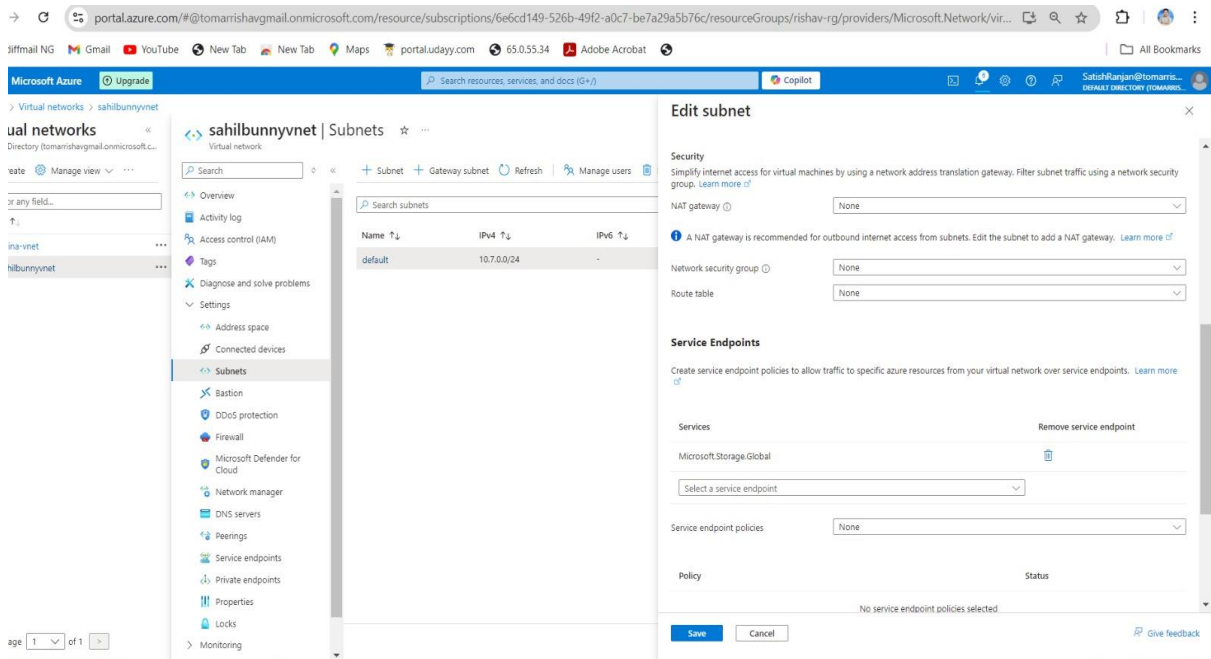 portal.azure.com/#@tomarrishavgmail.onmicrosoft.com/resource/subscriptions/6e6cd149-526b-49f2-a0c7-be7a29a5b76c/resourceGroups/rishav-rg/providers/Microsoft.Network/vir...
diffmail NG Gmail YouTube New Tab New Tab Maps portal.udayy.com 65.0.55.34 Adobe Acrobat All Bookmarks
Microsoft Azure Upgrade Search resources, services, and docs (G+/) Copilot SatishRanjan@tomarris...
DEFAULT DIRECTORY (TOMARRIS...
> Virtual networks > sahilbunnyvnet
ual networks «
Directory (tomarrishavgmail.onmicrosoft.c...
reate Manage view ...
or any field...
ina-vnet ...
hilbunnyvnet ...
age 1 of 1 >
sahilbunnyvnet | Subnets ...
Virtual network
Search «
Overview
Activity log
Access control (IAM)
Tags
Diagnose and solve problems
Settings
Address space
Connected devices
Subnets
Bastion
DDoS protection
Firewall
Microsoft Defender for
Cloud
Network manager
DNS servers
Peerings
Service endpoints
Private endpoints
Properties
Locks
Monitoring
+ Subnet + Gateway subnet Refresh Manage users
Search subnets
Name ↑↓ IPv4 ↑↓ IPv6 ↑↓
default 10.7.0.0/24 -
Edit subnet
Security
Simplify internet access for virtual machines by using a network address translation gateway. Filter subnet traffic using a network security
group. Learn more
NAT gateway None
A NAT gateway is recommended for outbound internet access from subnets. Edit the subnet to add a NAT gateway. Learn more
Network security group None
Route table None
Service Endpoints
Create service endpoint policies to allow traffic to specific azure resources from your virtual network over service endpoints. Learn more
Services Remove service endpoint
Microsoft.Storage.Global
Select a service endpoint
Service endpoint policies None
Policy Status
No service endpoint policies selected
Save Cancel Give feedback